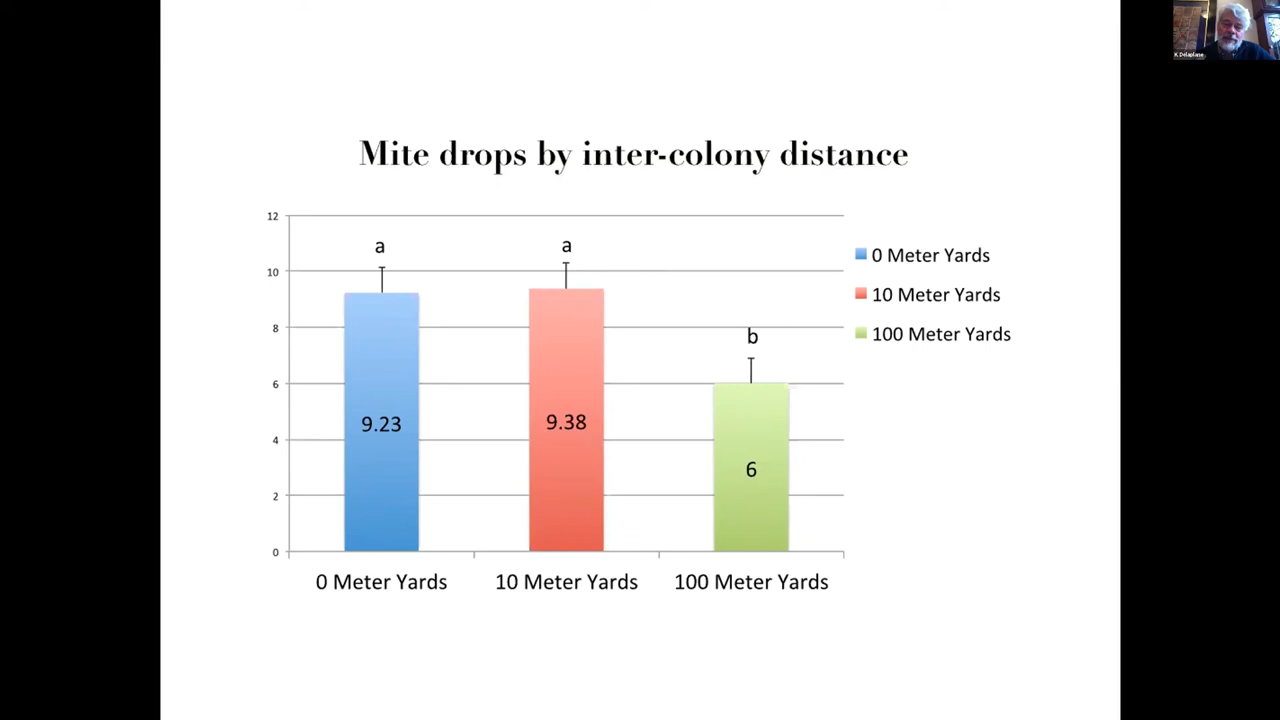 K Delaplane
Mite drops by inter-colony distance
12
10
8
6
4
2
0
a
a
b
9.23
9.38
6
0 Meter Yards
10 Meter Yards
100 Meter Yards
0 Meter Yards
10 Meter Yards
100 Meter Yards